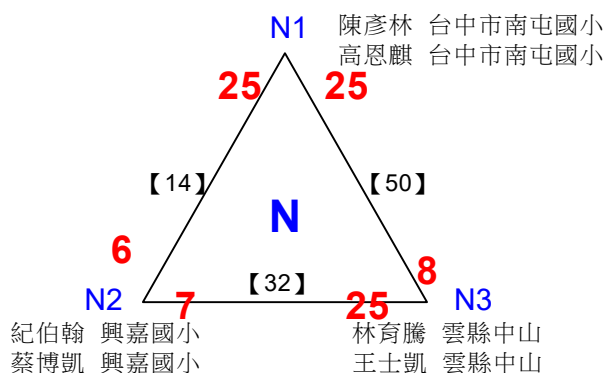 N1
陳彥林 台中市南屯國小
高恩麒 台中市南屯國小
25 25
【14】 【50】
N
6 8
【32】
N2 7 25 N3
紀伯翰 興嘉國小 林育騰 雲縣中山
蔡博凱 興嘉國小 王士凱 雲縣中山